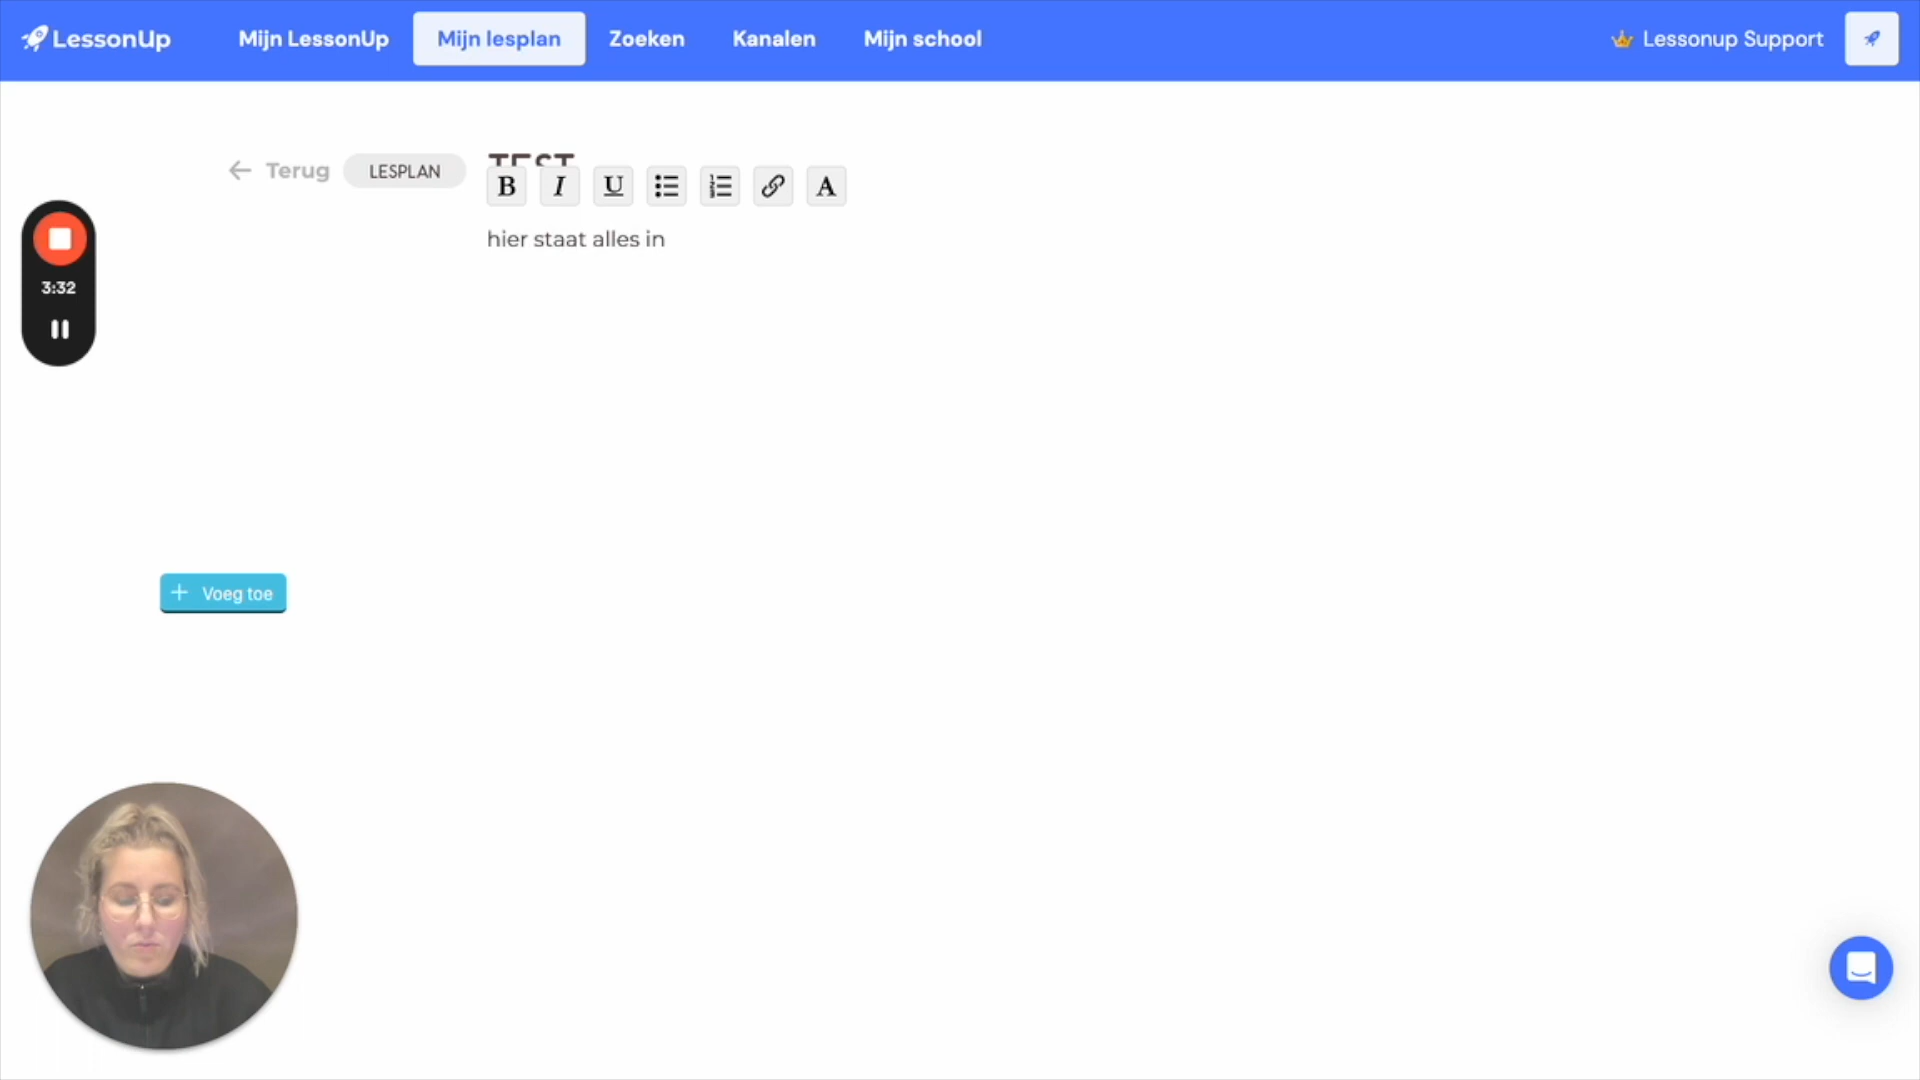 LessonUp
Mijn LessonUp
Mijn lesplan
Zoeken
Kanalen
Mijn school
Lessonup Support
Terug
LESPLAN
TEST
B I U A
hier staat alles in
3:32
Voeg toe